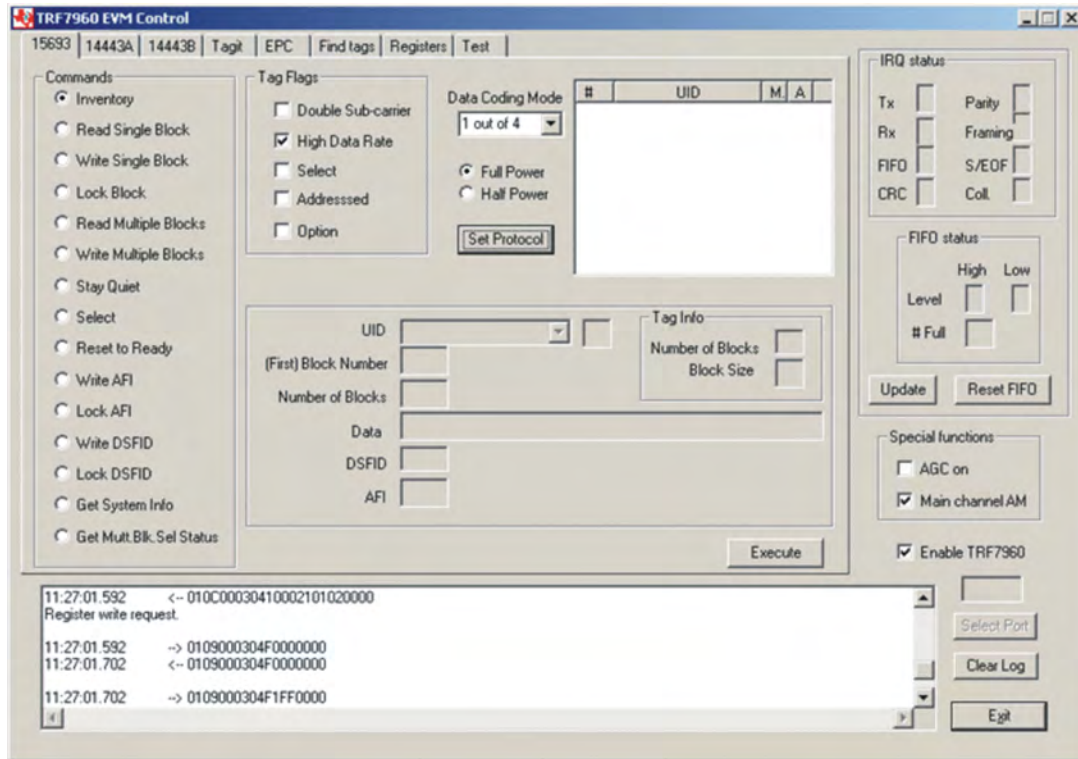 TRF7960 EVM Control
15693 14443A 14443B Tagit EPC Find tags Registers Test
Commands
Inventory
Read Single Block
Write Single Block
Lock Block
Read Multiple Blocks
Write Multiple Blocks
Stay Quiet
Select
Reset to Ready
Write AFI
Lock AFI
Write DSFID
Lock DSFID
Get System Info
Get Mutt.Blk.Sel Status
Tag Flags
Double Sub-carrier
High Data Rate
Select
Addresssed
Option
Data Coding Mode
1 out of 4
Full Power
Half Power
Set Protocol
# UID M. A
UID
(First) Block Number
Number of Blocks
Data
DSFID
AFI
Tag Info
Number of Blocks
Block Size
Execute
IRQ status
Tx Parity
Rx Framing
FIFO S/EOF
CRC Coll.
FIFO status
High Low
Level
# Full
Update Reset FIFO
Special functions
AGC on
Main channel AM
Enable TRF7960
Select Port
Clear Log
Exit
11:27:01.592 <-- 010C00030410002101020000
Register write request.
11:27:01.592 --> 0109000304F0000000
11:27:01.702 <-- 0109000304F0000000
11:27:01.702 --> 0109000304F1FF0000